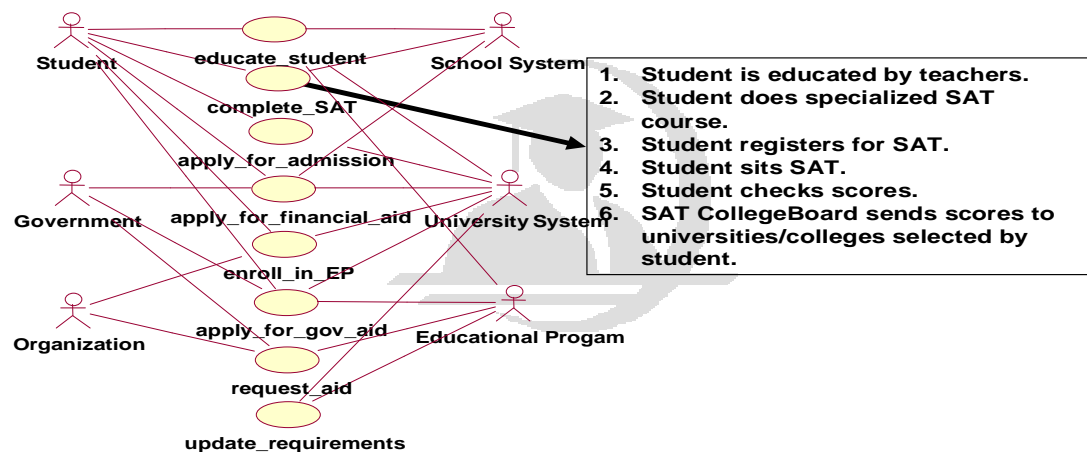 Student
educate_student
School System
complete_SAT
apply_for_admission
Government
apply_for_financial_aid
University System
enroll_in_EP
Organization
apply_for_gov_aid
Educational Progam
request_aid
update_requirements
1. Student is educated by teachers.
2. Student does specialized SAT
course.
3. Student registers for SAT.
4. Student sits SAT.
5. Student checks scores.
6. SAT CollegeBoard sends scores to
universities/colleges selected by
student.